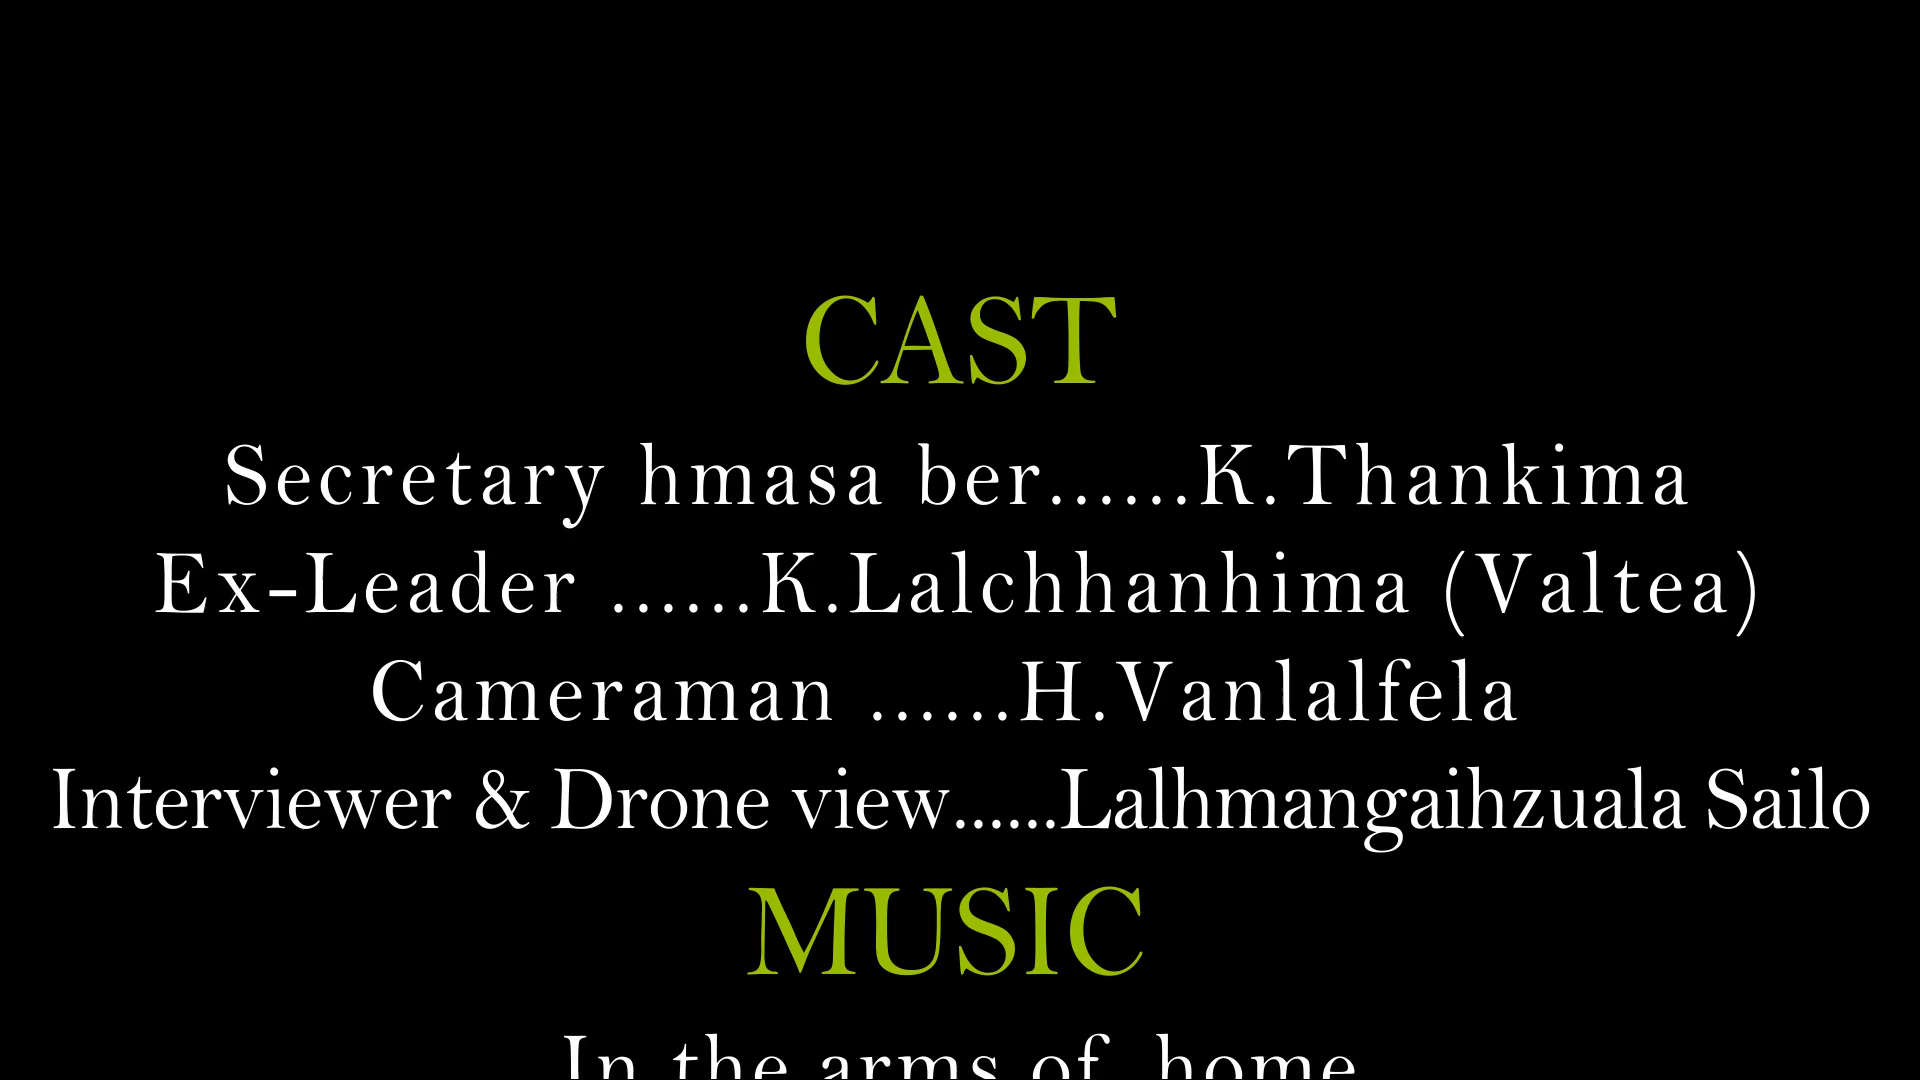 CAST
Secretary hmasa ber......K.Thankima
Ex-Leader ......K.Lalchhanhima (Valtea)
Cameraman ......H.Vanlalfela
Interviewer & Drone view......Lalhmangaihzuala Sailo
MUSIC
In the arms of home